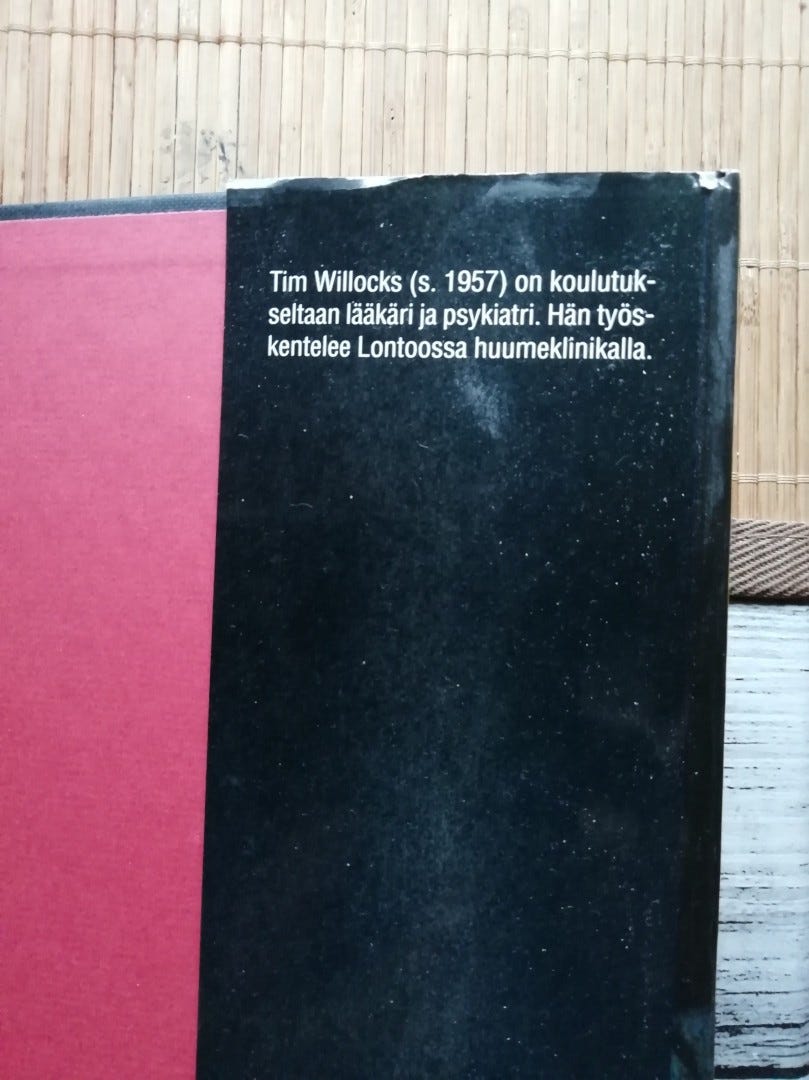 Tim Willocks (s. 1957) on koulutuk-
seltaan lääkäri ja psykiatri. Hän työs-
kentelee Lontoossa huumeklinikalla.